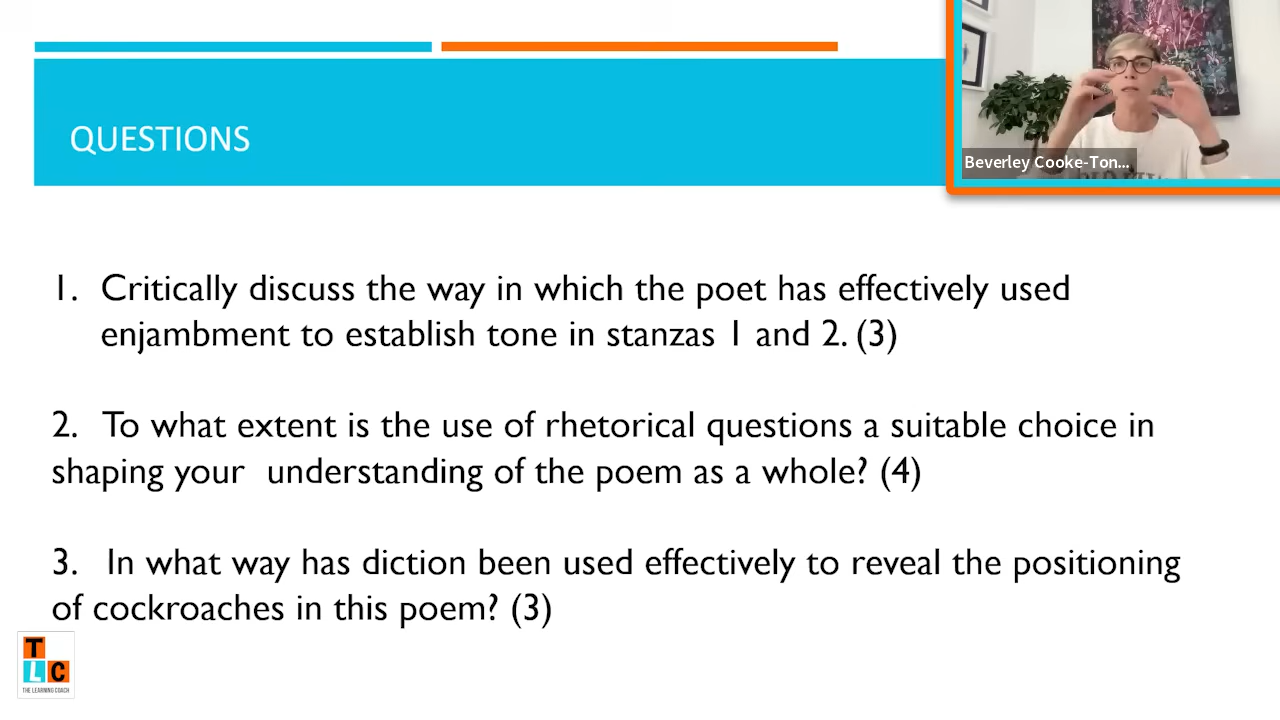 QUESTIONS
Beverley Cooke-Ton...
1. Critically discuss the way in which the poet has effectively used
enjambment to establish tone in stanzas 1 and 2. (3)
2. To what extent is the use of rhetorical questions a suitable choice in
shaping your understanding of the poem as a whole? (4)
3. In what way has diction been used effectively to reveal the positioning
of cockroaches in this poem? (3)
T
L C
THE LEARNING COACH